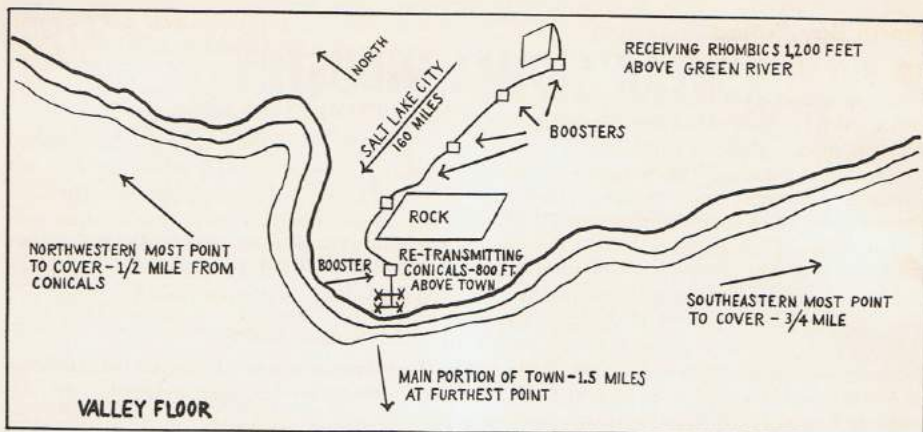 NORTH
SALT LAKE CITY
160 MILES
RECEIVING RHOMBICS 1,200 FEET
ABOVE GREEN RIVER
BOOSTERS
ROCK
NORTHWESTERN MOST POINT
TO COVER-1/2 MILE FROM
CONICALS
BOOSTER
RE-TRANSMITTING
CONICALS-800 FT.
ABOVE TOWN
SOUTHEASTERN MOST POINT
TO COVER - 3/4 MILE
MAIN PORTION OF TOWN-1.5 MILES
AT FURTHEST POINT
VALLEY FLOOR